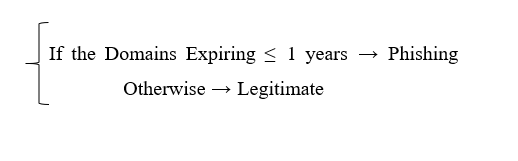 If the Domains Expiring ≤ 1 years → Phishing
Otherwise → Legitimate